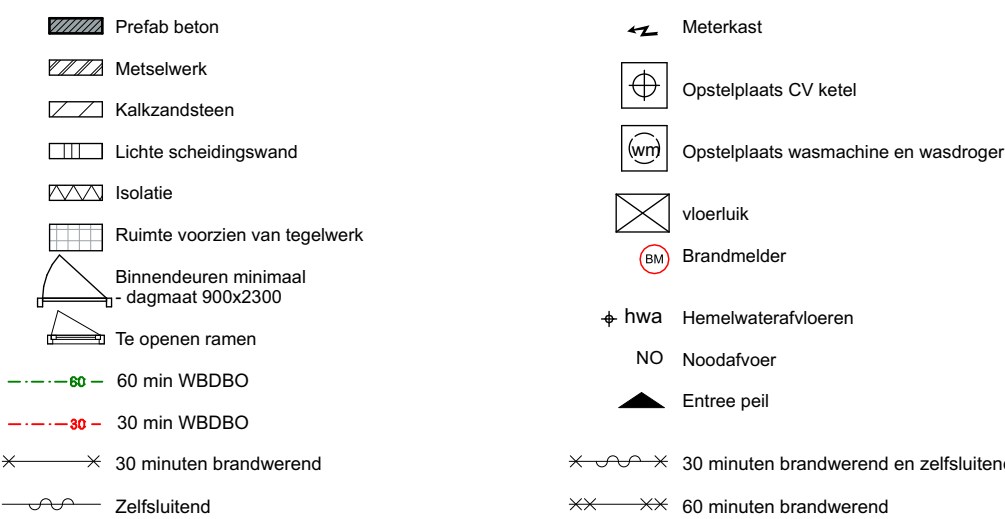 Prefab beton
Metselwerk
Kalkzandsteen
Lichte scheidingswand
Isolatie
Ruimte voorzien van tegelwerk
Binnendeuren minimaal
- dagmaat 900x2300
Te openen ramen
60 60 min WBDBO
30 30 min WBDBO
30 minuten brandwerend
Zelfsluitend
Meterkast
Opstelplaats CV ketel
wm Opstelplaats wasmachine en wasdroger
vloerluik
BM Brandmelder
hwa Hemelwaterafvloeren
NO Noodafvoer
Entree peil
30 minuten brandwerend en zelfsluiten
60 minuten brandwerend